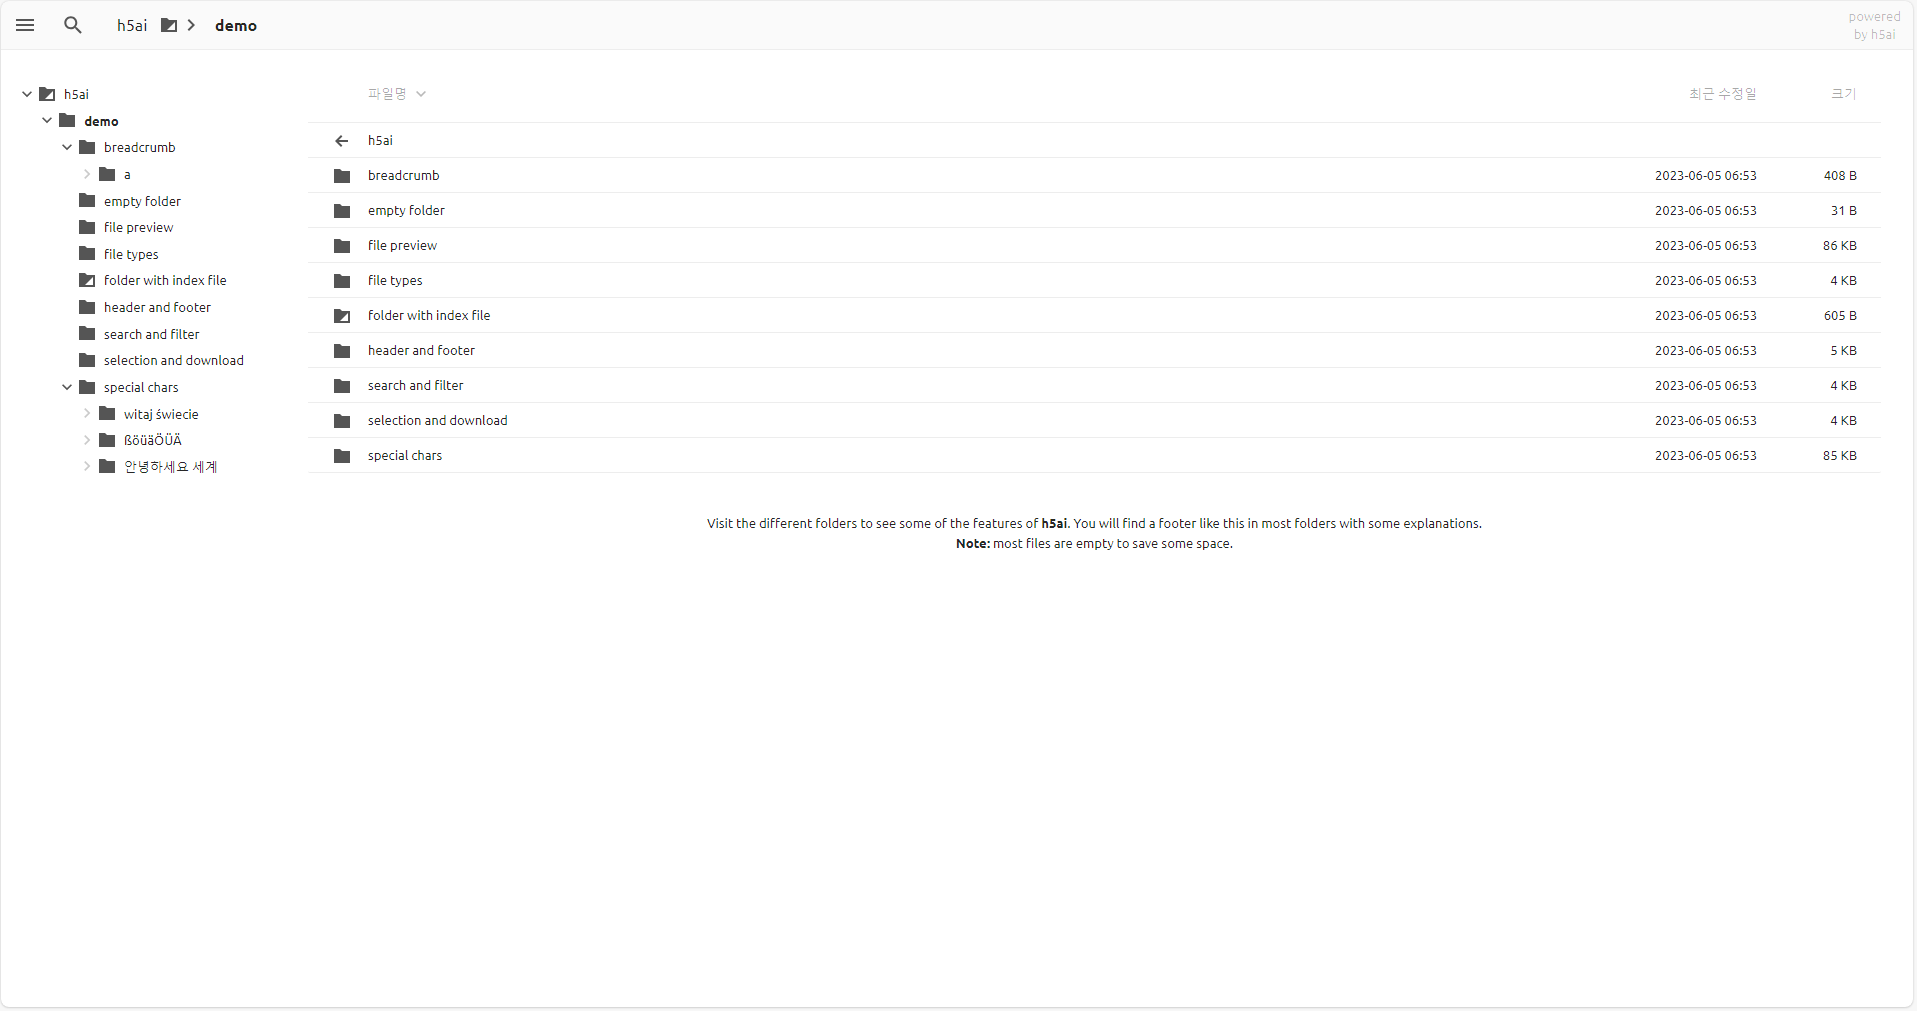 h5ai demo
powered
by h5ai
h5ai
demo
breadcrumb
a
empty folder
file preview
file types
folder with index file
header and footer
search and filter
selection and download
special chars
witaj świecie
ßöüäÖÜÄ
안녕하세요 세계
파일명 최근 수정일 크기
h5ai
breadcrumb 2023-06-05 06:53 408 B
empty folder 2023-06-05 06:53 31 B
file preview 2023-06-05 06:53 86 KB
file types 2023-06-05 06:53 4 KB
folder with index file 2023-06-05 06:53 605 B
header and footer 2023-06-05 06:53 5 KB
search and filter 2023-06-05 06:53 4 KB
selection and download 2023-06-05 06:53 4 KB
special chars 2023-06-05 06:53 85 KB
Visit the different folders to see some of the features of h5ai. You will find a footer like this in most folders with some explanations.
Note: most files are empty to save some space.